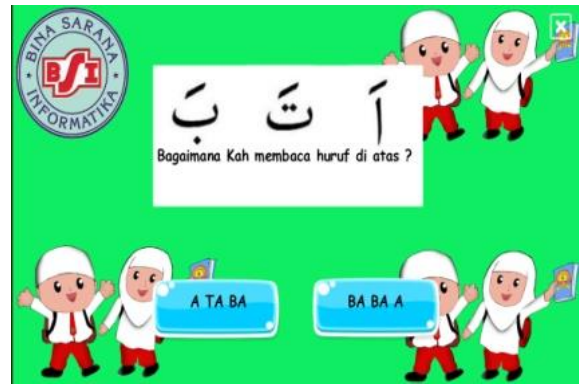 BINA SARANA
BSI
INFORMATIKA
X
اَ تَ بَ
Bagaimana Kah membaca huruf di atas ?
A TA BA
BA BA A